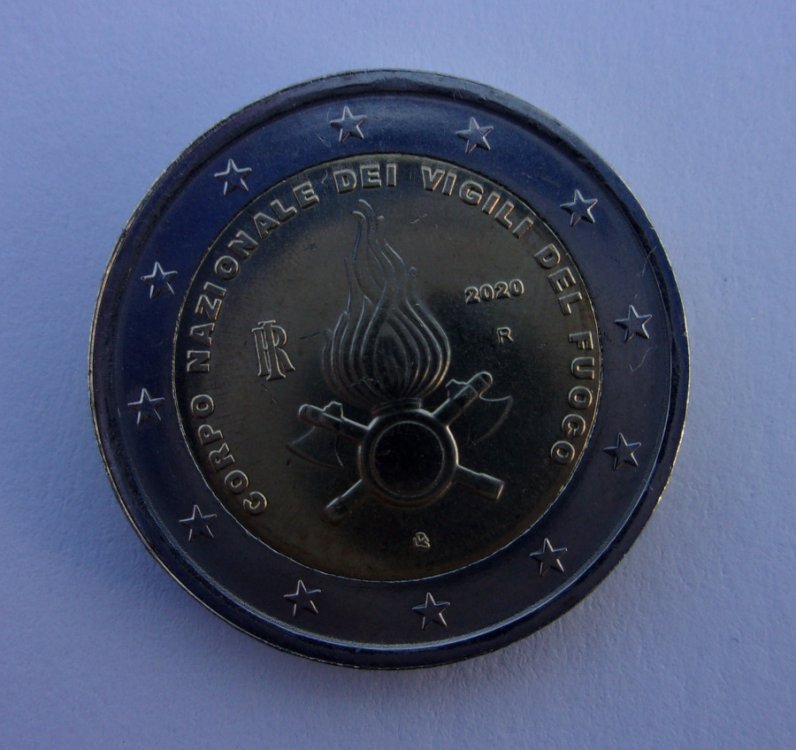 CORPO NAZIONALE DEI VIGILI DEL FUOCO
2020
RI
R